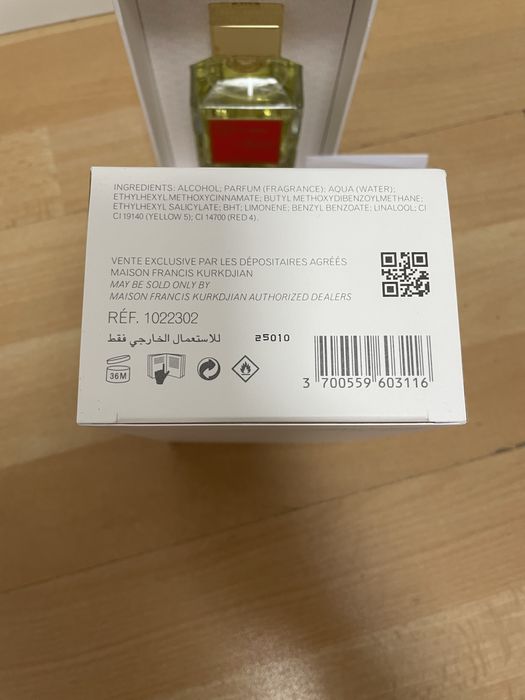 INGREDIENTS: ALCOHOL; PARFUM (FRAGRANCE); AQUA (WATER);
ETHYLHEXYL METHOXYCINNAMATE; BUTYL METHOXYDIBENZOYLMETHANE;
ETHYLHEXYL SALICYLATE; BHT; LIMONENE; BENZYL BENZOATE; LINALOOL; CI
CI 19140 (YELLOW 5); CI 14700 (RED 4).
VENTE EXCLUSIVE PAR LES DÉPOSITAIRES AGRÉÉS
MAISON FRANCIS KURKDJIAN
MAY BE SOLD ONLY BY
MAISON FRANCIS KURKDJIAN AUTHORIZED DEALERS
RÉF. 1022302
للاستعمال الخارجي فقط
25010
36M
3 700559 603116